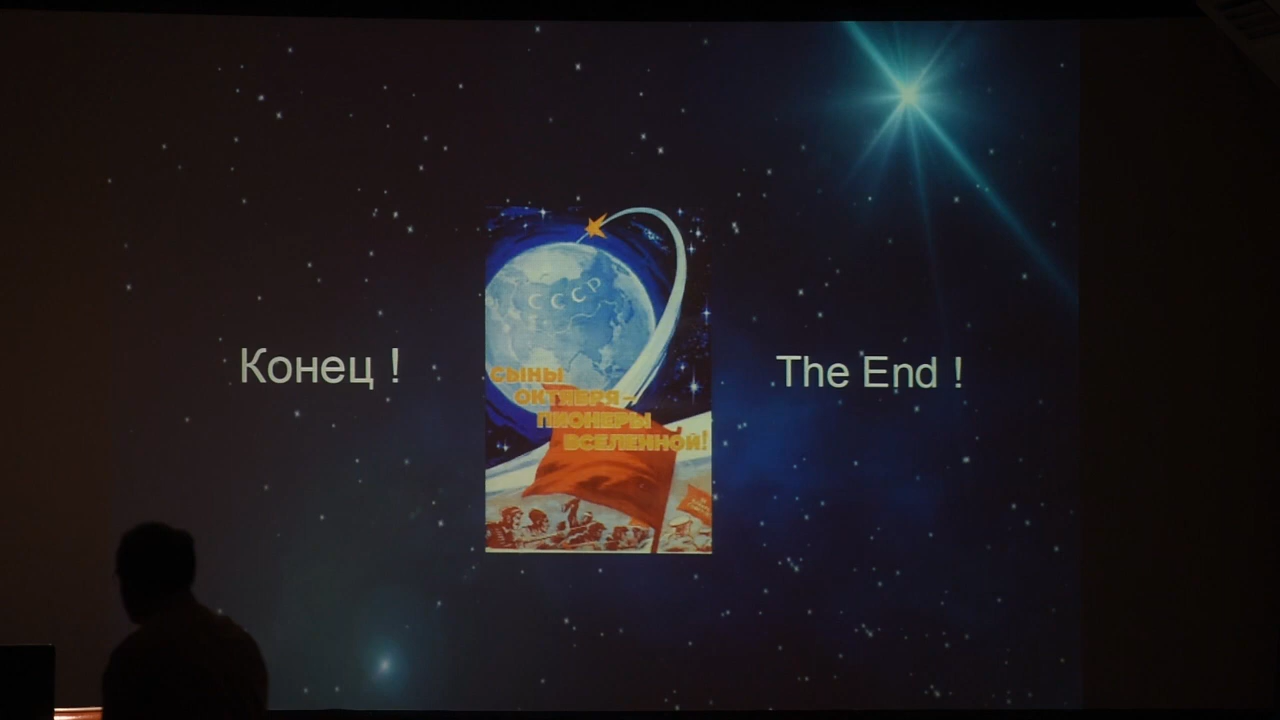 Конец !
СССР
СЫНЫ
ОКТЯБРЯ –
ПИОНЕРЫ
ВСЕЛЕННОЙ!
The End !